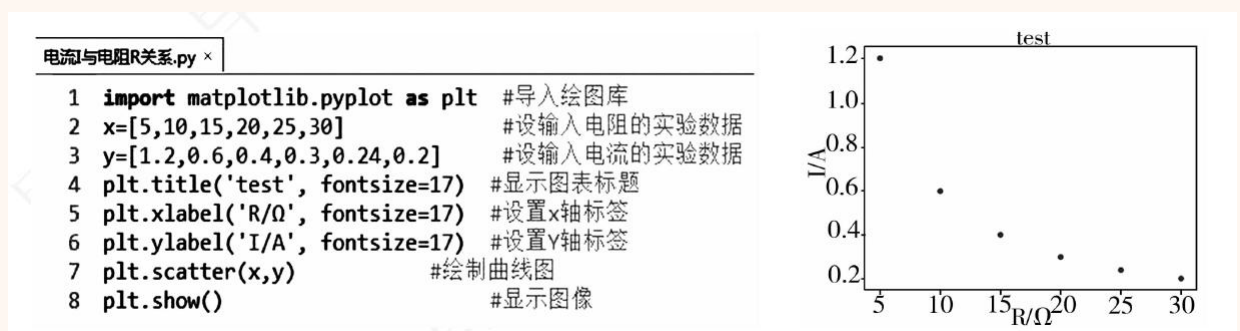 电流I与电阻R关系.py ×
1 import matplotlib.pyplot as plt #导入绘图库
2 x=[5,10,15,20,25,30] #设输入电阻的实验数据
3 y=[1.2,0.6,0.4,0.3,0.24,0.2] #设输入电流的实验数据
4 plt.title('test', fontsize=17) #显示图表标题
5 plt.xlabel('R/Ω', fontsize=17) #设置x轴标签
6 plt.ylabel('I/A', fontsize=17) #设置Y轴标签
7 plt.scatter(x,y) #绘制曲线图
8 plt.show() #显示图像
test
1.2
1.0
0.8
I/A
0.6
0.4
0.2
5 10 15 20 25 30
R/Ω